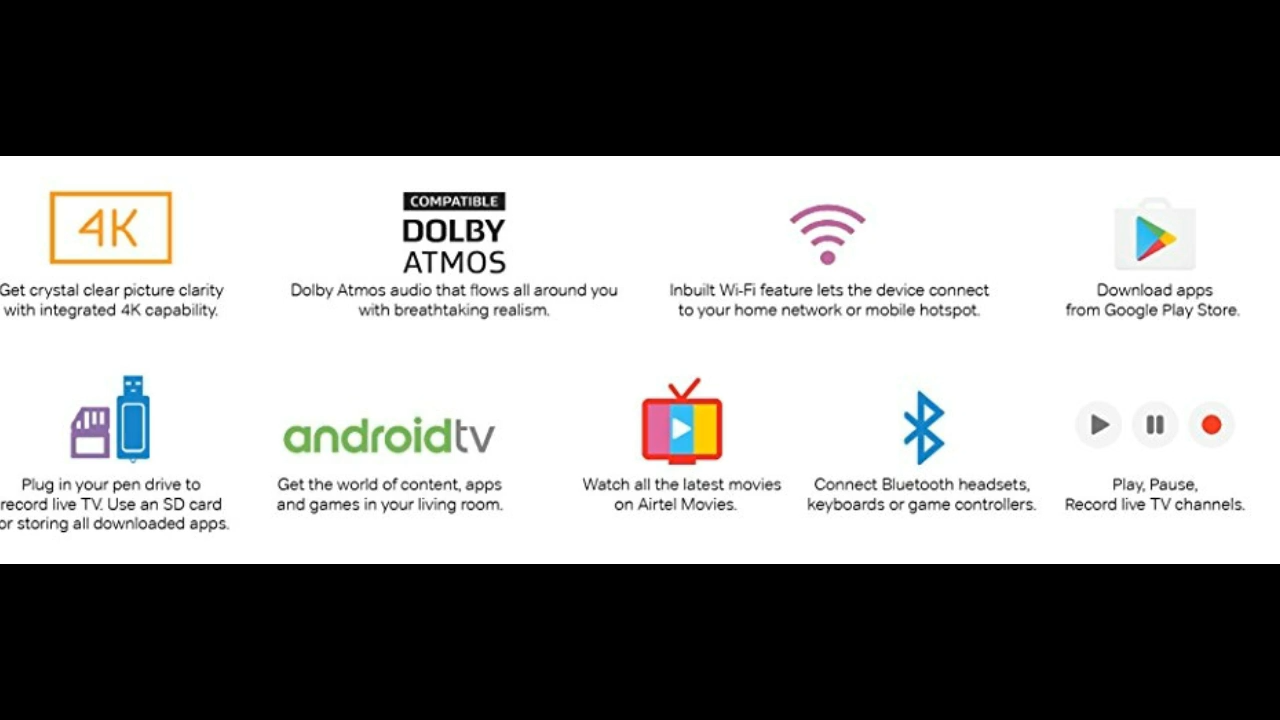 4K
Get crystal clear picture clarity
with integrated 4K capability.
COMPATIBLE
DOLBY
ATMOS
Dolby Atmos audio that flows all around you
with breathtaking realism.
Inbuilt Wi-Fi feature lets the device connect
to your home network or mobile hotspot.
Download apps
from Google Play Store.
Plug in your pen drive to
record live TV. Use an SD card
or storing all downloaded apps.
androidtv
Get the world of content, apps
and games in your living room.
Watch all the latest movies
on Airtel Movies.
Connect Bluetooth headsets,
keyboards or game controllers.
Play, Pause,
Record live TV channels.